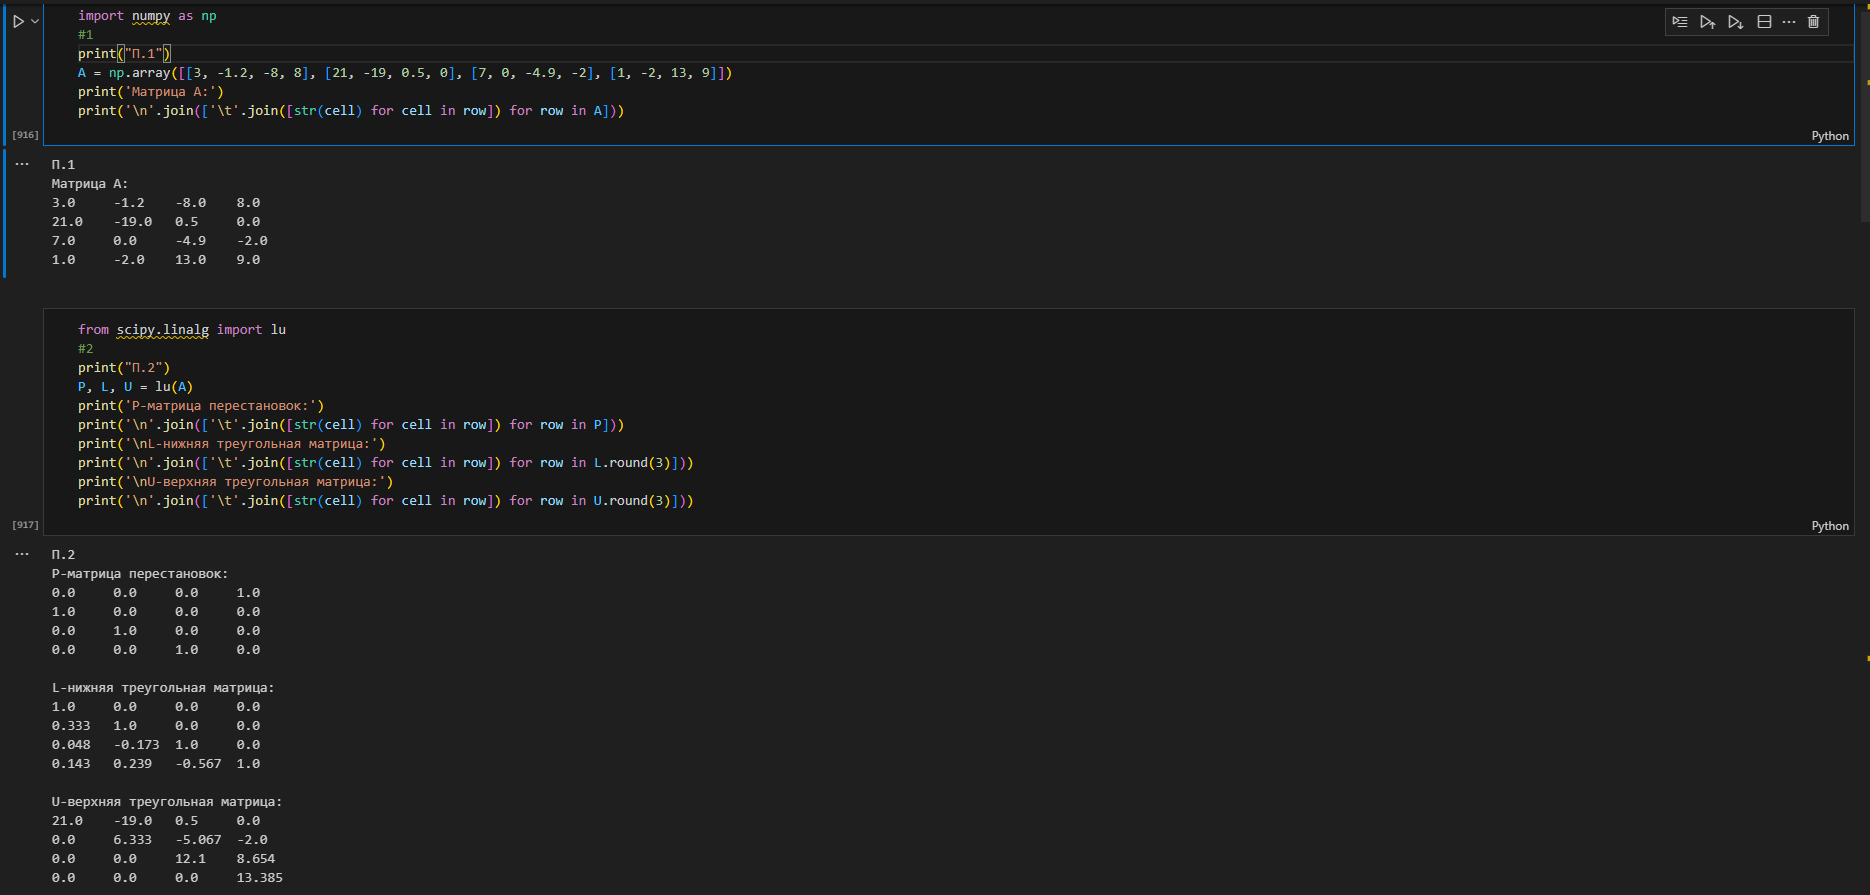 import numpy as np
#1
print("П.1")
A = np.array([[3, -1.2, -8, 8], [21, -19, 0.5, 0], [7, 0, -4.9, -2], [1, -2, 13, 9]])
print('Матрица А:')
print('\n'.join(['\t'.join([str(cell) for cell in row]) for row in A]))
[916]
Python
П.1
Матрица А:
3.0 -1.2 -8.0 8.0
21.0 -19.0 0.5 0.0
7.0 0.0 -4.9 -2.0
1.0 -2.0 13.0 9.0
from scipy.linalg import lu
#2
print("П.2")
P, L, U = lu(A)
print('P-матрица перестановок:')
print('\n'.join(['\t'.join([str(cell) for cell in row]) for row in P]))
print('\nL-нижняя треугольная матрица:')
print('\n'.join(['\t'.join([str(cell) for cell in row]) for row in L.round(3)]))
print('\nU-верхняя треугольная матрица:')
print('\n'.join(['\t'.join([str(cell) for cell in row]) for row in U.round(3)]))
[917]
Python
П.2
P-матрица перестановок:
0.0 0.0 0.0 1.0
1.0 0.0 0.0 0.0
0.0 1.0 0.0 0.0
0.0 0.0 1.0 0.0
L-нижняя треугольная матрица:
1.0 0.0 0.0 0.0
0.333 1.0 0.0 0.0
0.048 -0.173 1.0 0.0
0.143 0.239 -0.567 1.0
U-верхняя треугольная матрица:
21.0 -19.0 0.5 0.0
0.0 6.333 -5.067 -2.0
0.0 0.0 12.1 8.654
0.0 0.0 0.0 13.385